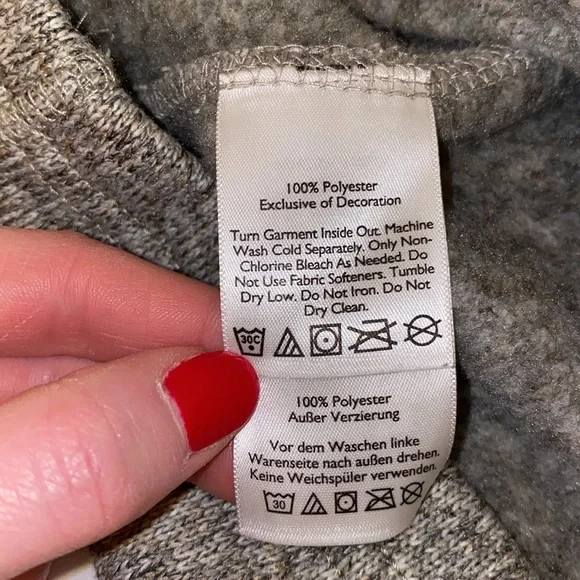 100% Polyester
Exclusive of Decoration
Turn Garment Inside Out. Machine
Wash Cold Separately. Only Non-
Chlorine Bleach As Needed. Do
Not Use Fabric Softeners. Tumble
Dry Low. Do Not Iron. Do Not
Dry Clean.
30C
100% Polyester
Außer Verzierung
Vor dem Waschen linke
Warenseite nach außen drehen.
Keine Weichspüler verwenden.
30